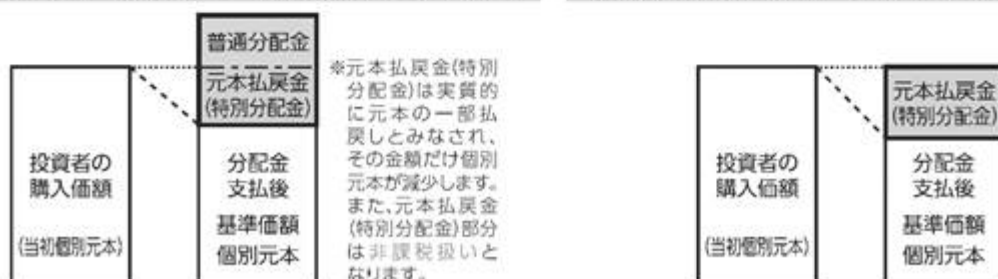 普通分配金
元本払戻金
(特別分配金)
投資者の
購入価額
(当初個別元本)
分配金
支払後
基準価額
個別元本
※元本払戻金(特別
分配金)は実質的
に元本の一部払
戻しとみなされ、
その金額だけ個別
元本が減少します。
また、元本払戻金
(特別分配金)部分
は非課税扱いと
なります。
元本払戻金
(特別分配金)
投資者の
購入価額
(当初個別元本)
分配金
支払後
基準価額
個別元本